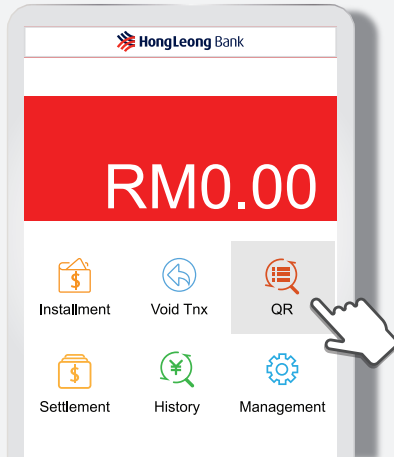 HongLeong Bank
RM0.00
Installment Void Tnx QR
Settlement History Management